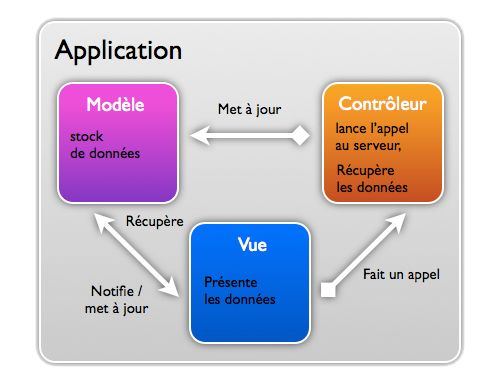 Application
Modèle
stock
de données
Met à jour
Contrôleur
lance l'appel
au serveur,
Récupère
les données
Récupère
Vue
Présente
les données
Notifie /
met à jour
Fait un appel